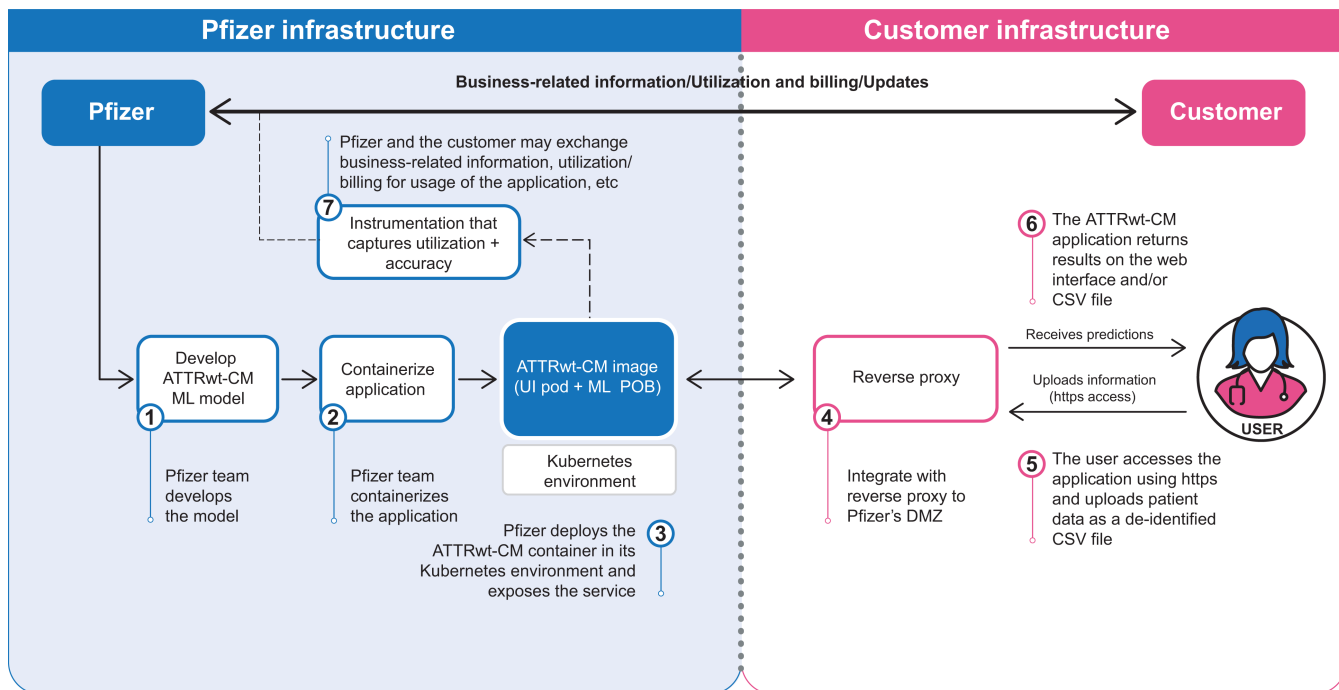 Pfizer infrastructure
Customer infrastructure
Business-related information/Utilization and billing/Updates
Pfizer
Customer
Pfizer and the customer may exchange
business-related information, utilization/
billing for usage of the application, etc
7
Instrumentation that
captures utilization +
accuracy
6
The ATTRwt-CM
application returns
results on the web
interface and/or
CSV file
Develop
ATTRwt-CM
ML model
1
Pfizer team
develops
the model
Containerize
application
2
Pfizer team
containerizes
the application
ATTRwt-CM image
(UI pod + ML POB)
Kubernetes
environment
Pfizer deploys the
ATTRwt-CM container in its
Kubernetes environment and
exposes the service
3
Reverse proxy
4
Integrate with
reverse proxy to
Pfizer’s DMZ
Receives predictions
Uploads information
(https access)
USER
5
The user accesses the
application using https
and uploads patient
data as a de-identified
CSV file